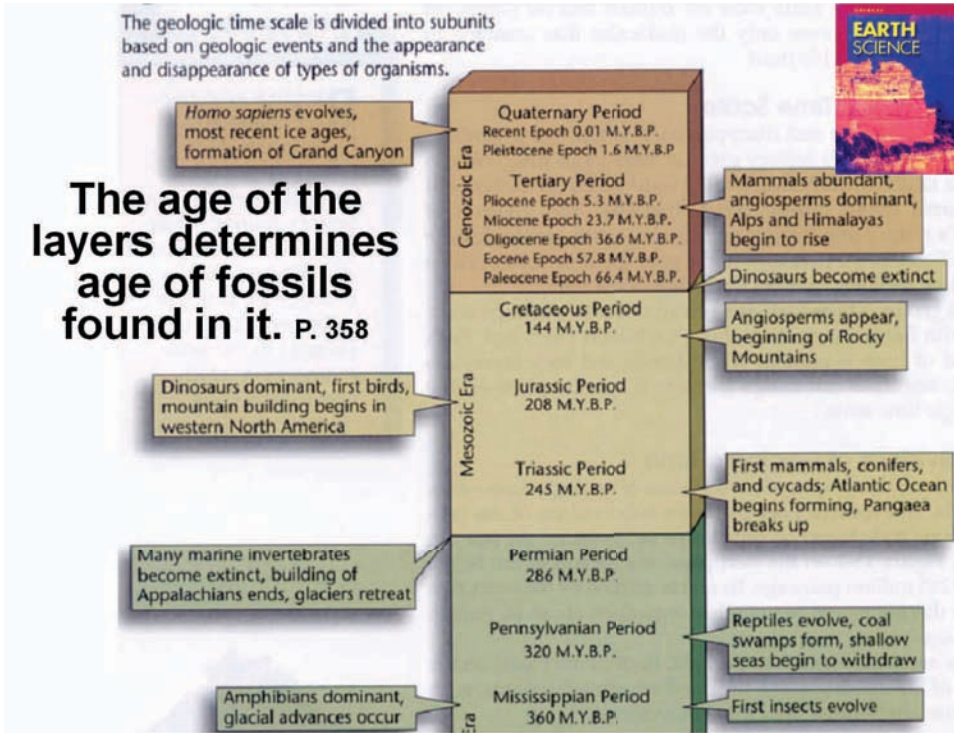 The geologic time scale is divided into subunits
based on geologic events and the appearance
and disappearance of types of organisms.
EARTH
SCIENCE
Homo sapiens evolves,
most recent ice ages,
formation of Grand Canyon
The age of the
layers determines
age of fossils
found in it. P. 358
Cenozoic Era
Quaternary Period
Recent Epoch 0.01 M.Y.B.P.
Pleistocene Epoch 1.6 M.Y.B.P
Tertiary Period
Pliocene Epoch 5.3 M.Y.B.P.
Miocene Epoch 23.7 M.Y.B.P.
Oligocene Epoch 36.6 M.Y.B.P.
Eocene Epoch 57.8 M.Y.B.P.
Paleocene Epoch 66.4 M.Y.B.P.
Mammals abundant,
angiosperms dominant,
Alps and Himalayas
begin to rise
Dinosaurs become extinct
Mesozoic Era
Cretaceous Period
144 M.Y.B.P.
Angiosperms appear,
beginning of Rocky
Mountains
Dinosaurs dominant, first birds,
mountain building begins in
western North America
Jurassic Period
208 M.Y.B.P.
Triassic Period
245 M.Y.B.P.
First mammals, conifers,
and cycads; Atlantic Ocean
begins forming, Pangaea
breaks up
Many marine invertebrates
become extinct, building of
Appalachians ends, glaciers retreat
Permian Period
286 M.Y.B.P.
Pennsylvanian Period
320 M.Y.B.P.
Reptiles evolve, coal
swamps form, shallow
seas begin to withdraw
Amphibians dominant,
glacial advances occur
Mississippian Period
360 M.Y.B.P.
First insects evolve
Era